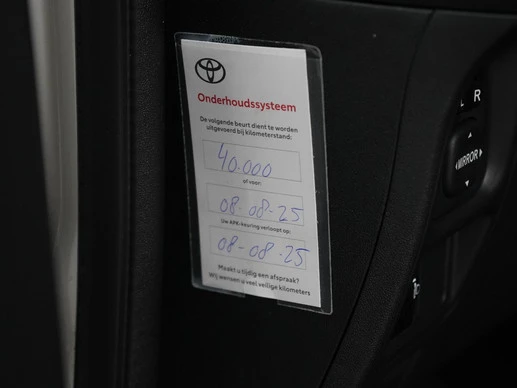 Onderhoudssysteem
De volgende beurt dient te worden
uitgevoerd bij kilometerstand:
40.000
of voor:
08-08-25
Uw APK-keuring verloopt op:
08-08-25
Maakt u tijdig een afspraak?
Wij wensen u veel veilige kilometers
L R
MIRROR